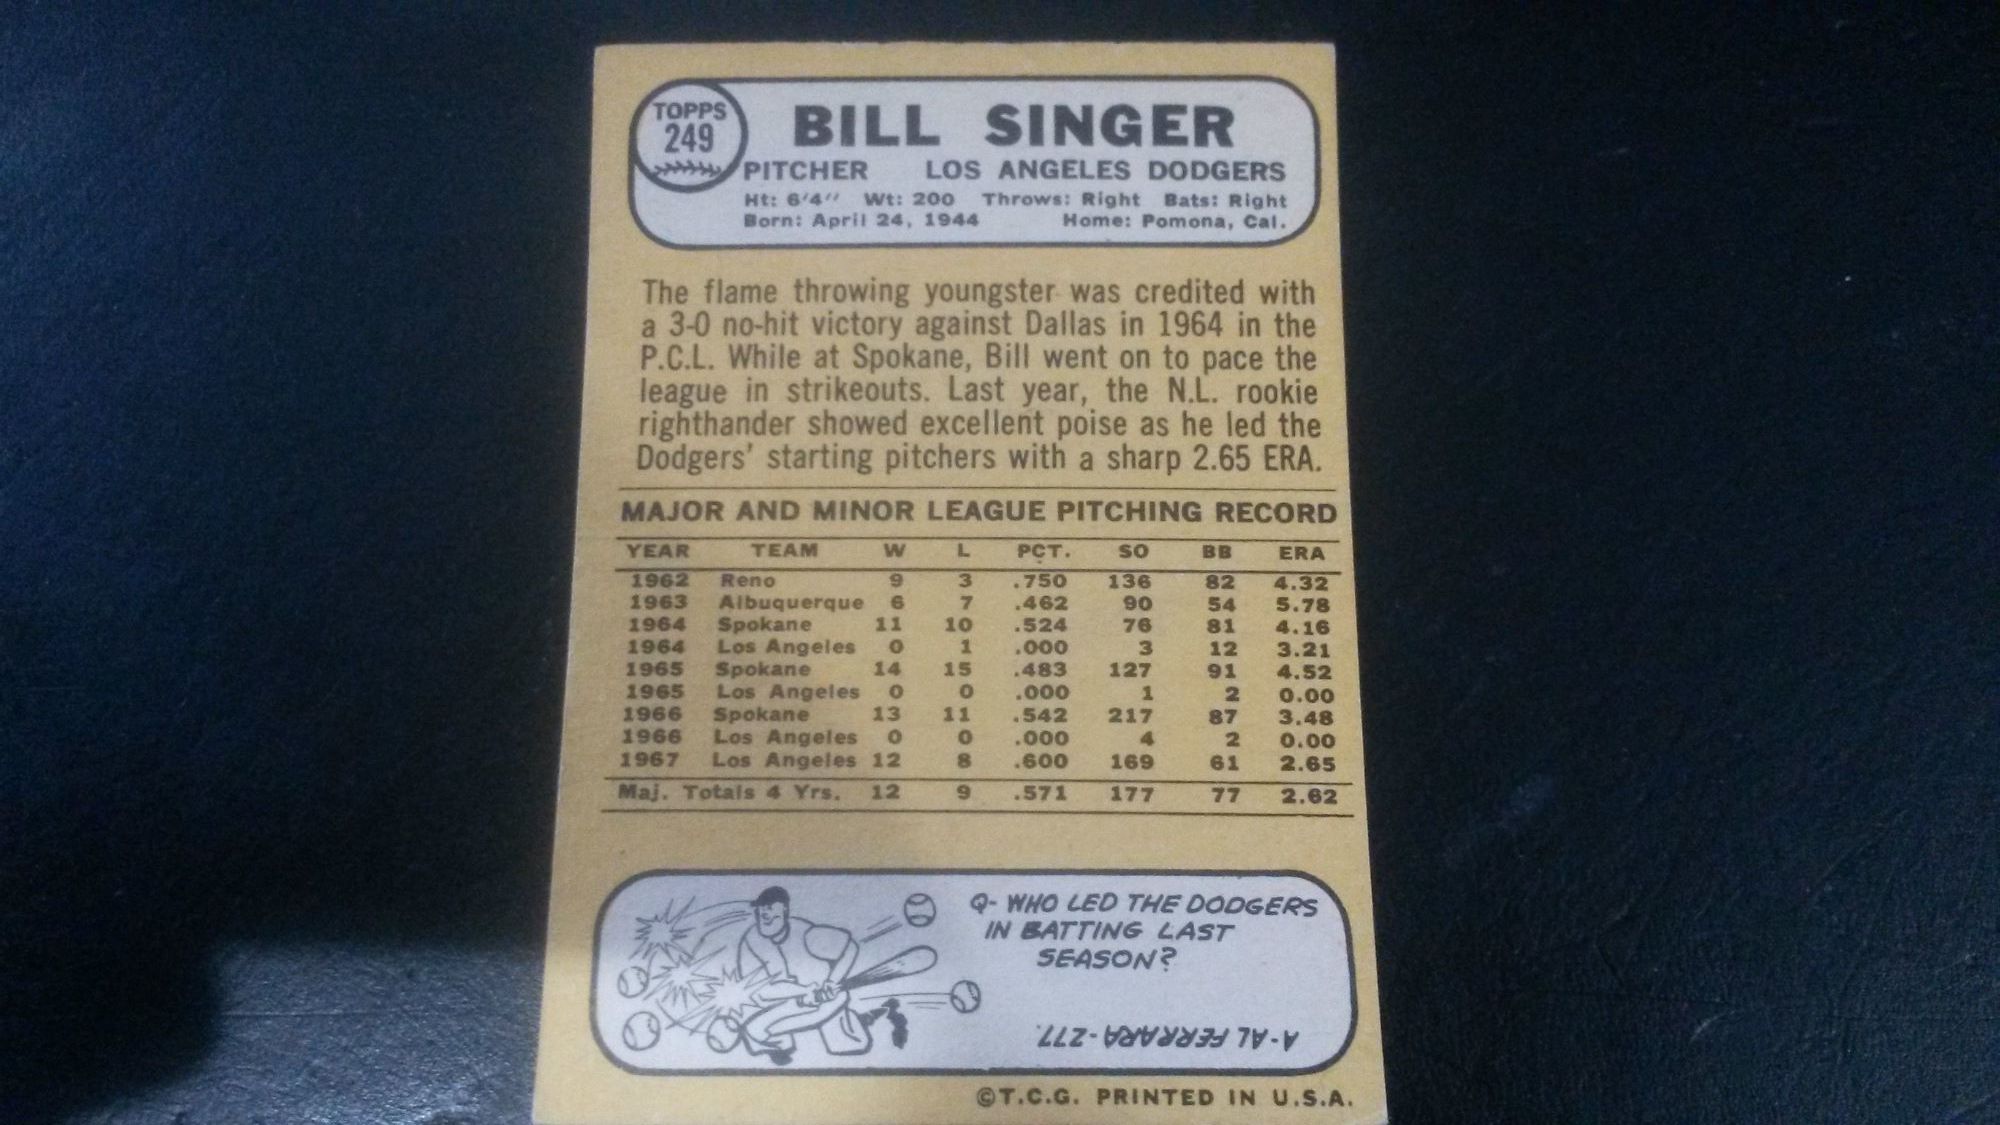 TOPPS
249
BILL SINGER
PITCHER LOS ANGELES DODGERS
Ht: 6'4" Wt: 200 Throws: Right Bats: Right
Born: April 24, 1944 Home: Pomona, Cal.
The flame throwing youngster was credited with
a 3-0 no-hit victory against Dallas in 1964 in the
P.C.L. While at Spokane, Bill went on to pace the
league in strikeouts. Last year, the N.L. rookie
righthander showed excellent poise as he led the
Dodgers' starting pitchers with a sharp 2.65 ERA.
MAJOR AND MINOR LEAGUE PITCHING RECORD
YEAR TEAM W L PCT. SO BB ERA
1962 Reno 9 3 .750 136 82 4.32
1963 Albuquerque 6 7 .462 90 54 5.78
1964 Spokane 11 10 .524 76 81 4.16
1964 Los Angeles 0 1 .000 3 12 3.21
1965 Spokane 14 15 .483 127 91 4.52
1965 Los Angeles 0 0 .000 1 2 0.00
1966 Spokane 13 11 .542 217 87 3.48
1966 Los Angeles 0 0 .000 4 2 0.00
1967 Los Angeles 12 8 .600 169 61 2.65
Maj. Totals 4 Yrs. 12 9 .571 177 77 2.62
Q- WHO LED THE DODGERS
IN BATTING LAST
SEASON?
A-AL FERRARA-277.
©T.C.G. PRINTED IN U.S.A.